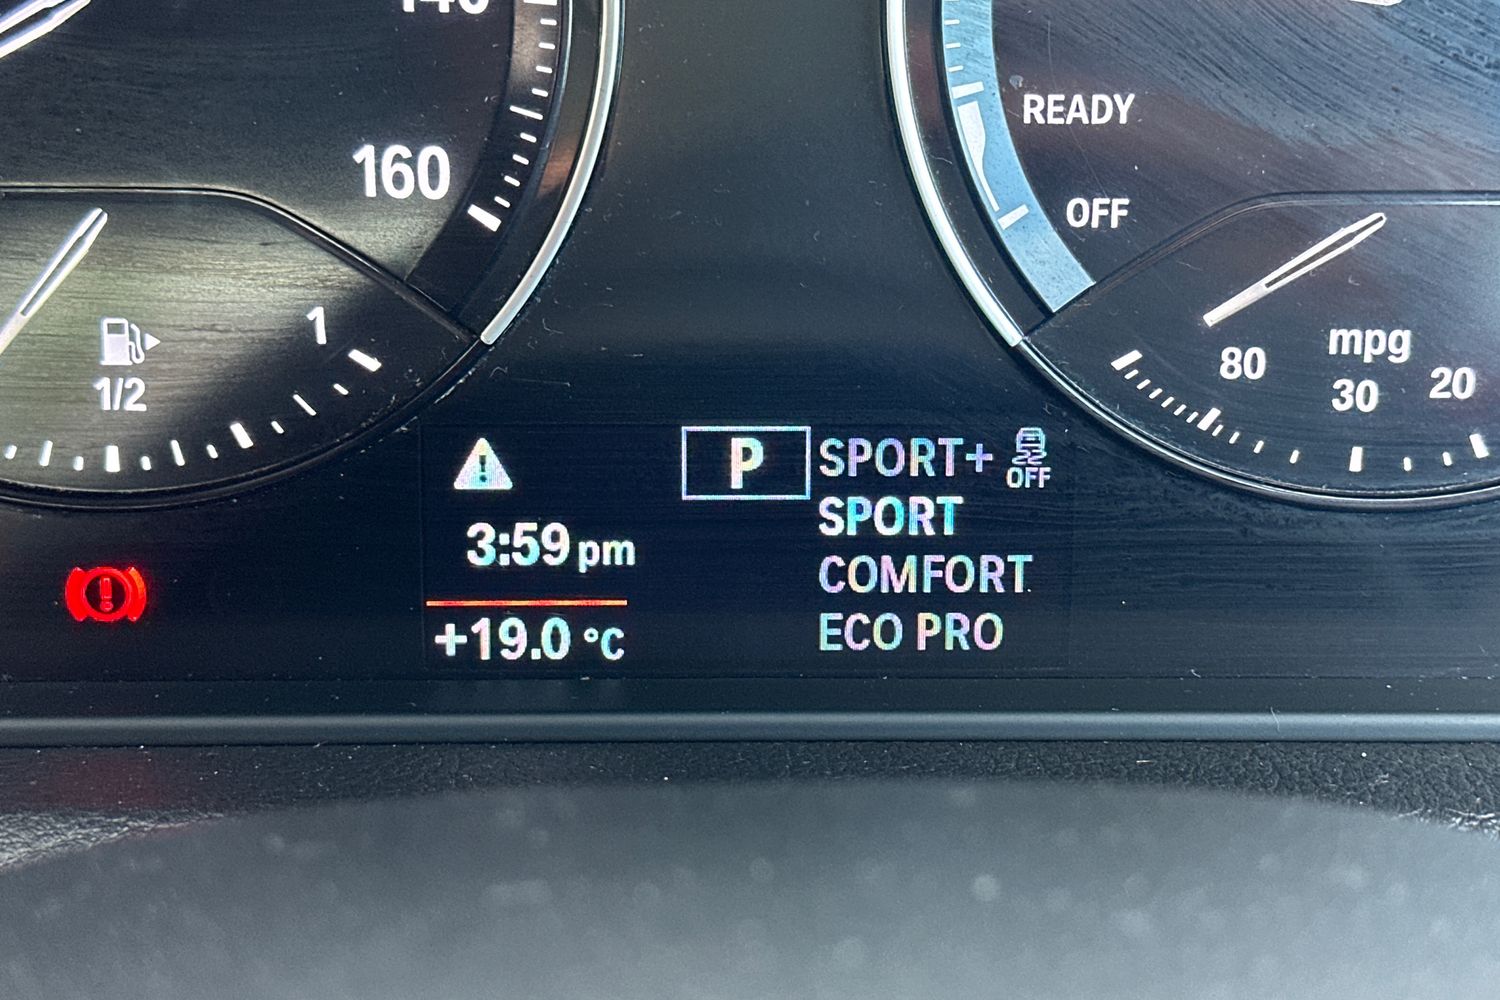 140
160
READY
OFF
1
1/2
mpg
80
30
20
P
SPORT+
OFF
SPORT
COMFORT
ECO PRO
3:59 pm
+19.0 °C